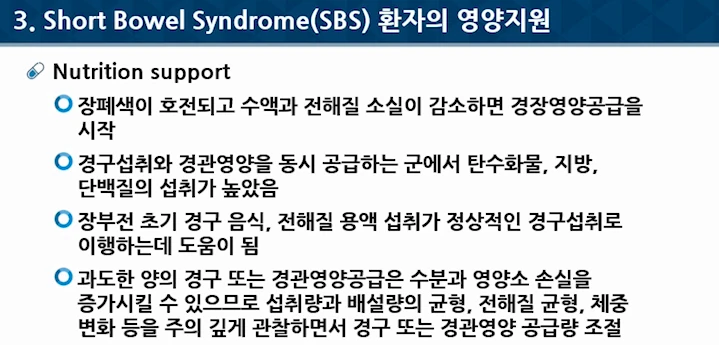 3. Short Bowel Syndrome(SBS) 환자의 영양지원
Nutrition support
장폐색이 호전되고 수액과 전해질 소실이 감소하면 경장영양공급을
시작
경구섭취와 경관영양을 동시 공급하는 군에서 탄수화물, 지방,
단백질의 섭취가 높았음
장부전 초기 경구 음식, 전해질 용액 섭취가 정상적인 경구섭취로
이행하는데 도움이 됨
과도한 양의 경구 또는 경관영양공급은 수분과 영양소 손실을
증가시킬 수 있으므로 섭취량과 배설량의 균형, 전해질 균형, 체중
변화 등을 주의 깊게 관찰하면서 경구 또는 경관영양 공급량 조절